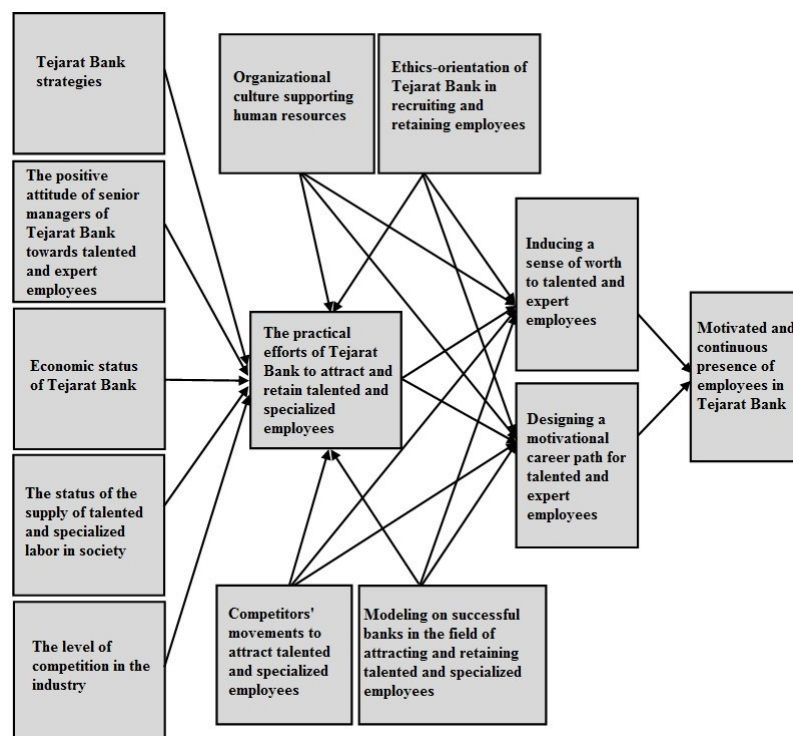 Tejarat Bank
strategies
The positive
attitude of senior
managers of
Tejarat Bank
towards talented
and expert
employees
Economic status
of Tejarat Bank
The status of the
supply of talented
and specialized
labor in society
The level of
competition in the
industry
Organizational
culture supporting
human resources
Ethics-orientation of
Tejarat Bank in
recruiting and
retaining employees
The practical
efforts of Tejarat
Bank to attract and
retain talented and
specialized
employees
Competitors'
movements to
attract talented
and specialized
employees
Modeling on successful
banks in the field of
attracting and retaining
talented and specialized
employees
Inducing a
sense of worth to
talented and
expert
employees
Designing a
motivational
career path for
talented and
expert
employees
Motivated and
continuous
presence of
employees in
Tejarat Bank